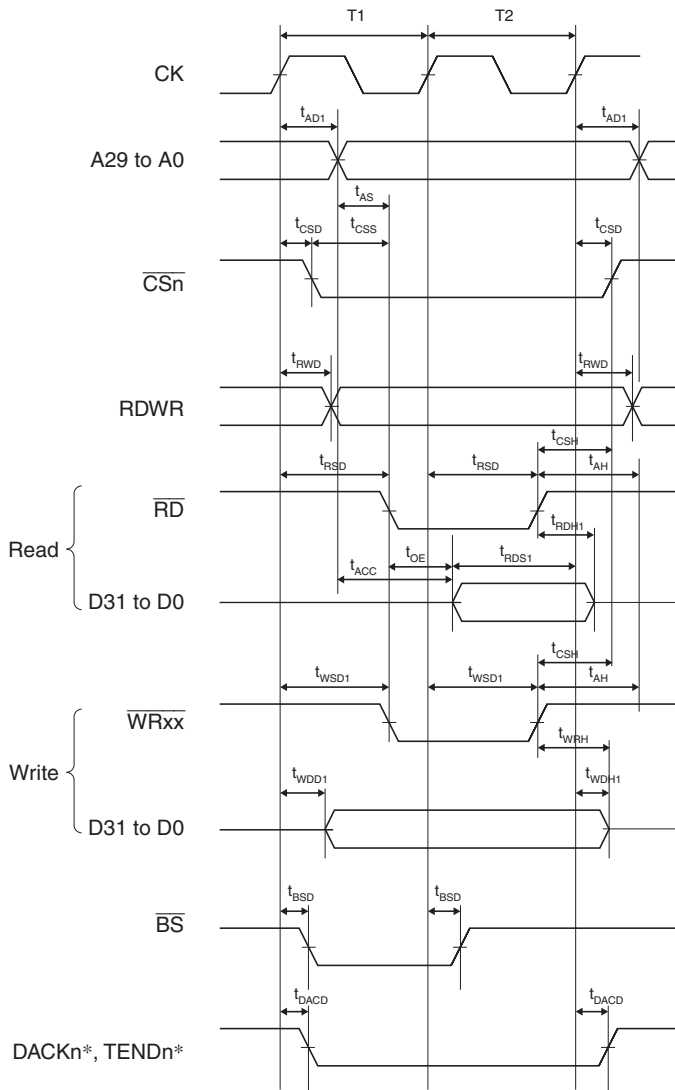 T1 T2
CK
tAD1 tAD1
A29 to A0
tAS
tCSD tCSS tCSD
CSn
tRWD tRWD
RDWR
tCSH
tRSD tRSD tAH
RD
tRDH1
Read
tOE tRDS1
tACC
D31 to D0
tCSH
tWSD1 tWSD1 tAH
WRxx
tWRH
Write
tWDD1 tWDH1
D31 to D0
tBSD tBSD
BS
tDACD tDACD
DACKn*, TENDn*